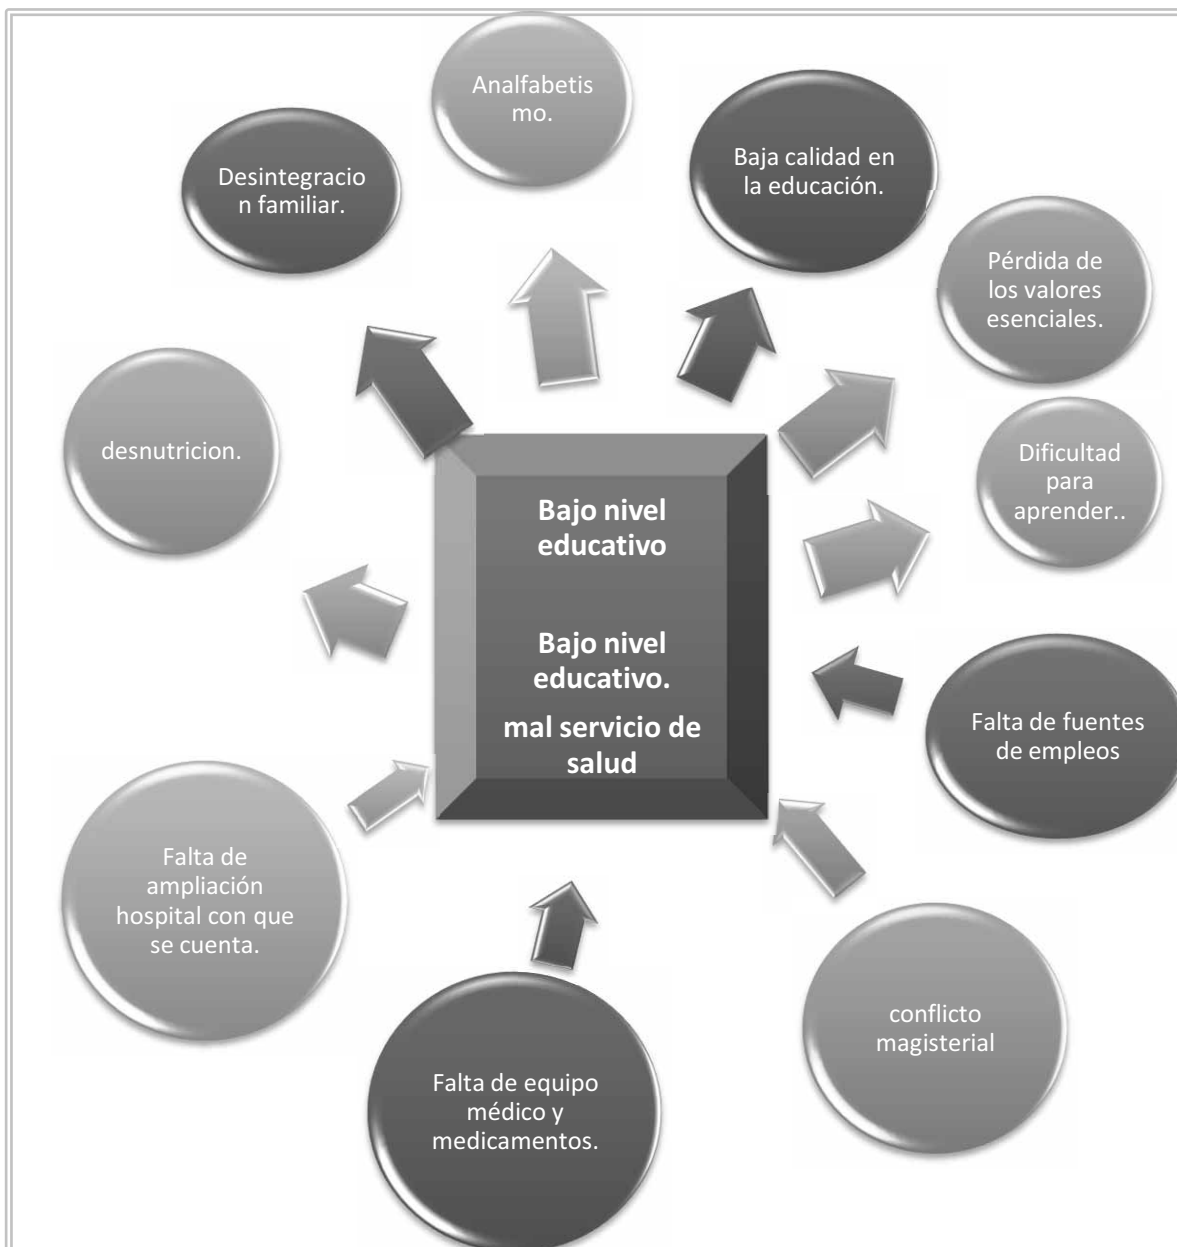 Analfabetis
mo.
Desintegracio
n familiar.
Baja calidad en
la educación.
Pérdida de
los valores
esenciales.
desnutricion.
Dificultad
para
aprender..
Bajo nivel
educativo
Bajo nivel
educativo.
mal servicio de
salud
Falta de fuentes
de empleos
Falta de
ampliación
hospital con que
se cuenta.
conflicto
magisterial
Falta de equipo
médico y
medicamentos.